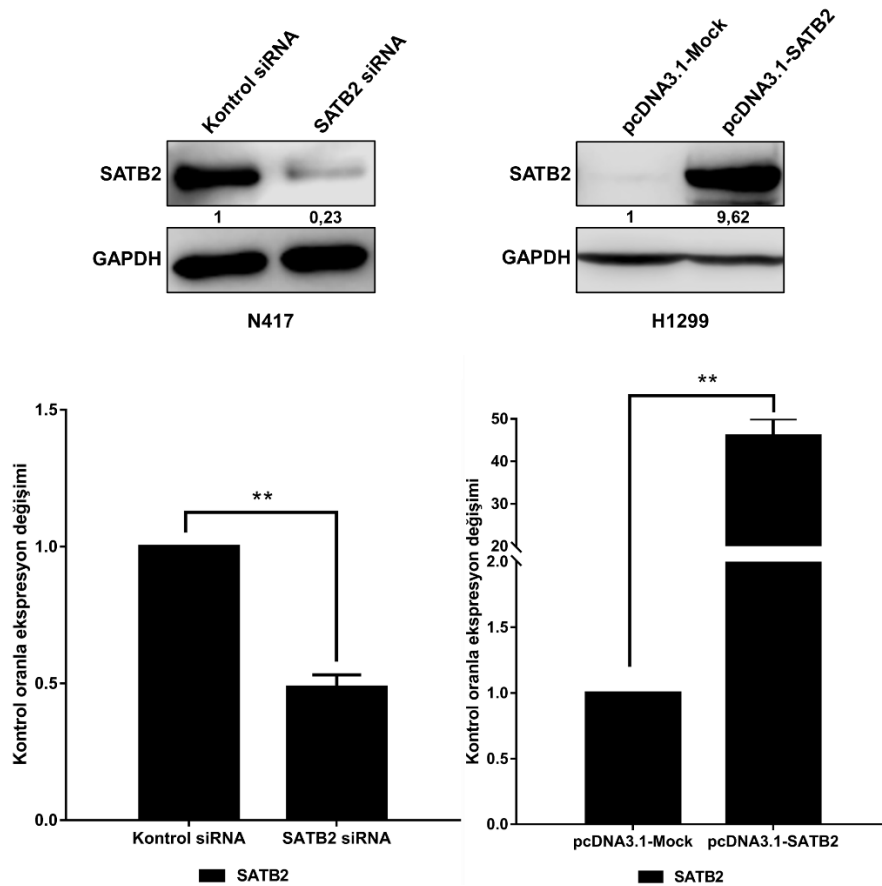 Kontrol siRNA
SATB2 siRNA
SATB2
1 0,23
GAPDH
N417
pcDNA3.1-Mock
pcDNA3.1-SATB2
SATB2
1 9,62
GAPDH
H1299
Kontrol oranla ekspresyon değişimi
1.5
1.0
0.5
0.0
**
Kontrol siRNA SATB2 siRNA
SATB2
Kontrol oranla ekspresyon değişimi
50
40
30
20
2.0
1.5
1.0
0.5
0.0
**
pcDNA3.1-Mock pcDNA3.1-SATB2
SATB2